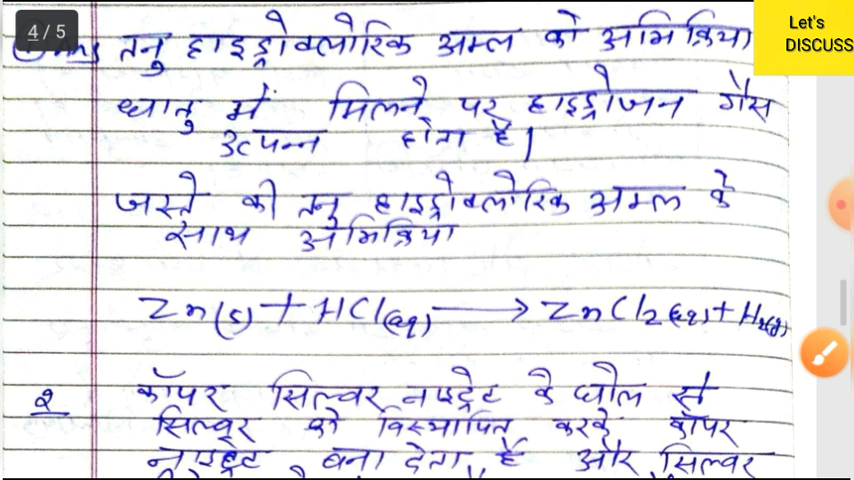 4 / 5
Let's
DISCUSS
Ans तनु हाइड्रोक्लोरिक अम्ल को अभिक्रिया
धातु में मिलने पर हाइड्रोजन गैस
उत्पन्न होता है।
जस्ते की तनु हाइड्रोक्लोरिक अम्ल के
साथ अभिक्रिया
Zn(s) + HCl(aq) ⟶ ZnCl2(aq) + H2(g)
2 कॉपर सिल्वर नाइट्रेट के घोल से
सिल्वर को विस्थापित करके कॉपर
नाइट्रेट बना देता है और सिल्वर